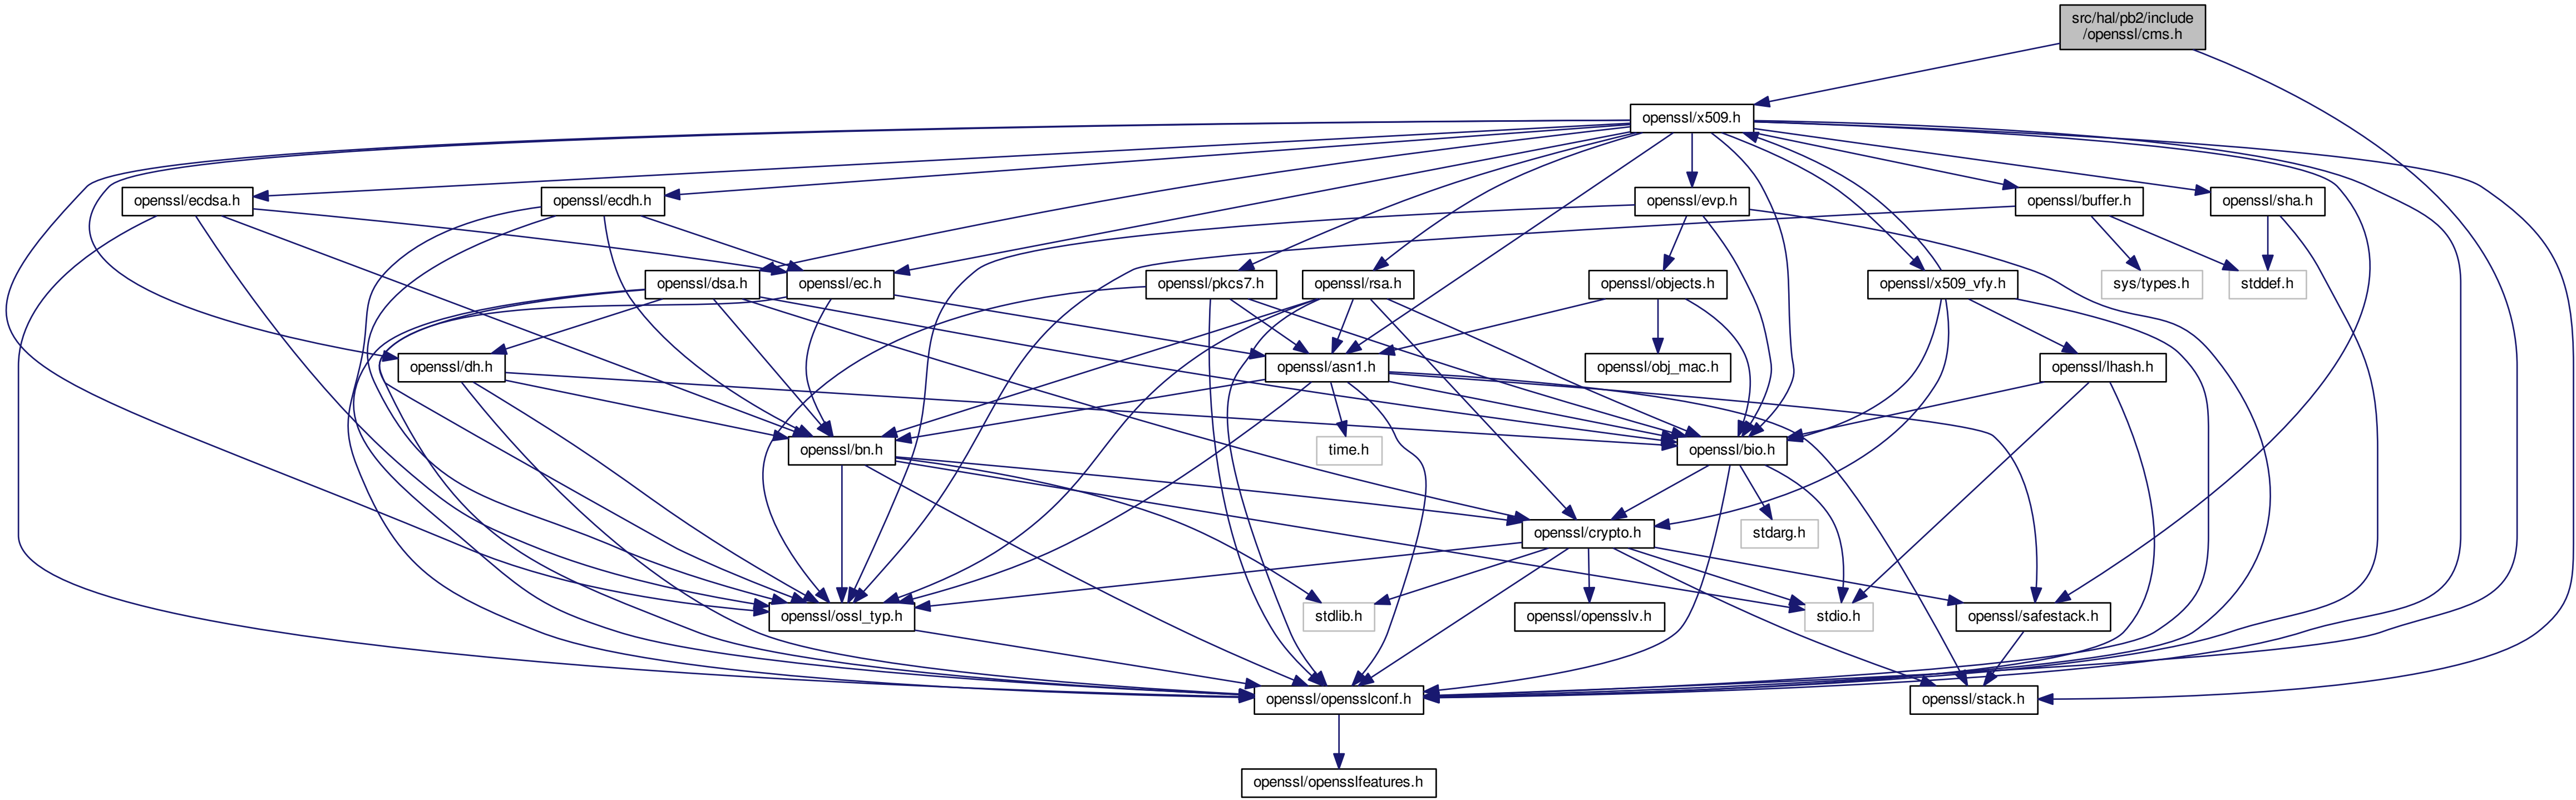 src/hal/pb2/include
/openssl/cms.h
openssl/x509.h
openssl/ecdsa.h
openssl/ecdh.h
openssl/evp.h
openssl/buffer.h
openssl/sha.h
openssl/dsa.h
openssl/ec.h
openssl/pkcs7.h
openssl/rsa.h
openssl/objects.h
openssl/x509_vfy.h
sys/types.h
stddef.h
openssl/dh.h
openssl/asn1.h
openssl/obj_mac.h
openssl/lhash.h
openssl/bn.h
time.h
openssl/bio.h
openssl/crypto.h
stdarg.h
openssl/ossl_typ.h
stdlib.h
openssl/opensslv.h
stdio.h
openssl/safestack.h
openssl/opensslconf.h
openssl/stack.h
openssl/opensslfeatures.h